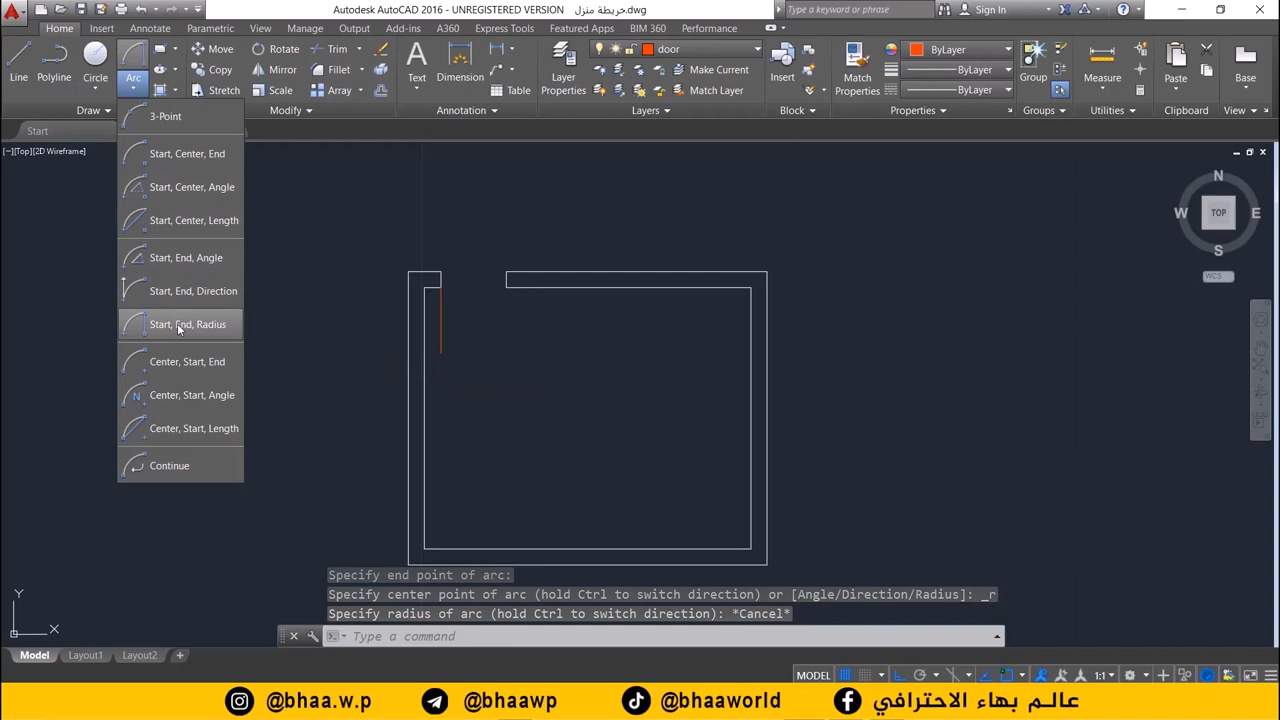 Autodesk AutoCAD 2016 - UNREGISTERED VERSION خريطة منزل.dwg
Type a keyword or phrase
Sign In
Home Insert Annotate Parametric View Manage Output Add-ins A360 Express Tools Featured Apps BIM 360 Performance
Line Polyline Circle Arc
Move Rotate Trim
Copy Mirror Fillet
Stretch Scale Array
Text Dimension Table
Layer Properties
door
Make Current
Match Layer
Insert
Match Properties
ByLayer
ByLayer
ByLayer
Group Measure Paste Base
Draw Modify Annotation Layers Block Properties Groups Utilities Clipboard View
Start
[−][Top][2D Wireframe]
3-Point
Start, Center, End
Start, Center, Angle
Start, Center, Length
Start, End, Angle
Start, End, Direction
Start, End, Radius
Center, Start, End
Center, Start, Angle
Center, Start, Length
Continue
N
W TOP E
S
WCS
Specify end point of arc:
Specify center point of arc (hold Ctrl to switch direction) or [Angle/Direction/Radius]: _r
Specify radius of arc (hold Ctrl to switch direction): *Cancel*
Type a command
Y
X
Model Layout1 Layout2
MODEL 1:1
@bhaa.w.p @bhaawp @bhaaworld عالم بهاء الاحترافي